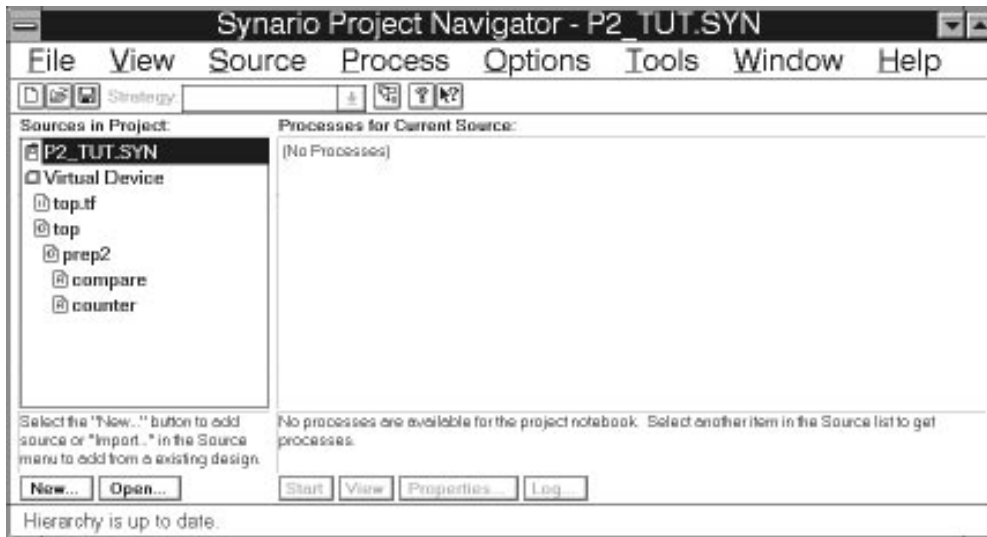 Synario Project Navigator - P2_TUT.SYN
File View Source Process Options Tools Window Help
Strategy:
Sources in Project:
Processes for Current Source:
P2_TUT.SYN
(No Processes)
Virtual Device
top.tf
top
prep2
compare
counter
Select the "New.." button to add
source or "Import.." in the Source
menu to add from a existing design.
No processes are available for the project notebook. Select another item in the Source list to get
processes.
New... Open... Start View Properties... Log...
Hierarchy is up to date.